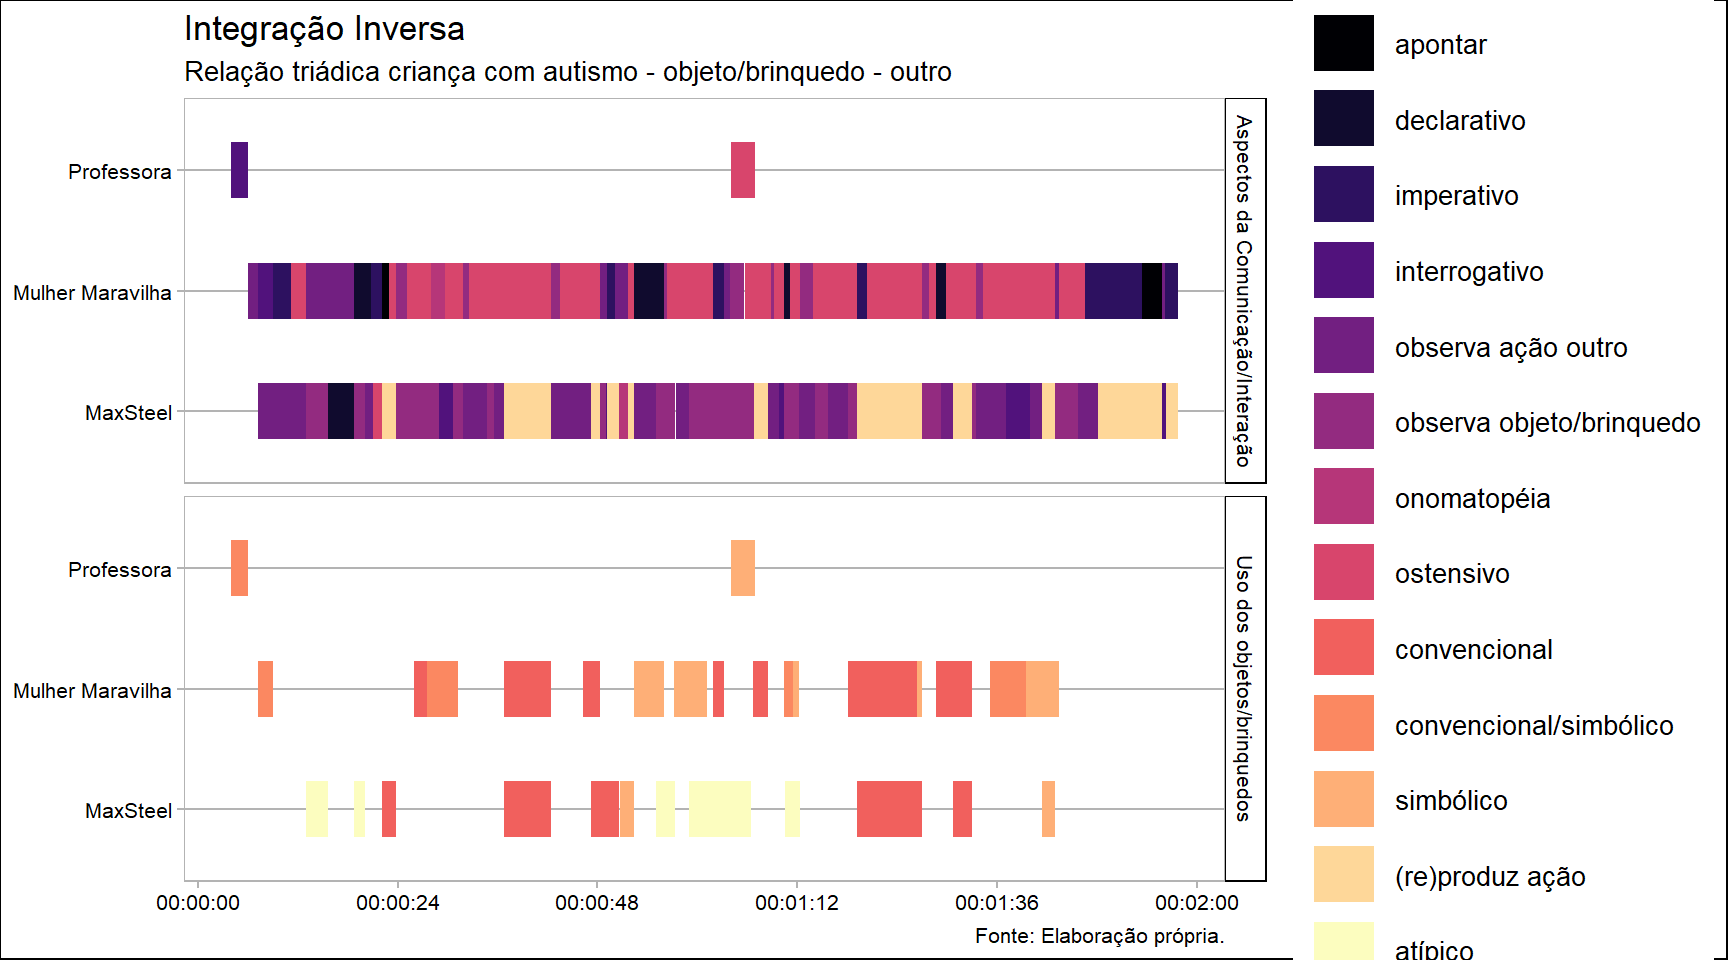 Integração Inversa
Relação triádica criança com autismo - objeto/brinquedo - outro
Professora
Mulher Maravilha
MaxSteel
Aspectos da Comunicação/Interação
Professora
Mulher Maravilha
MaxSteel
Uso dos objetos/brinquedos
00:00:00
00:00:24
00:00:48
00:01:12
00:01:36
00:02:00
Fonte: Elaboração própria.
apontar
declarativo
imperativo
interrogativo
observa ação outro
observa objeto/brinquedo
onomatopéia
ostensivo
convencional
convencional/simbólico
simbólico
(re)produz ação
atípico